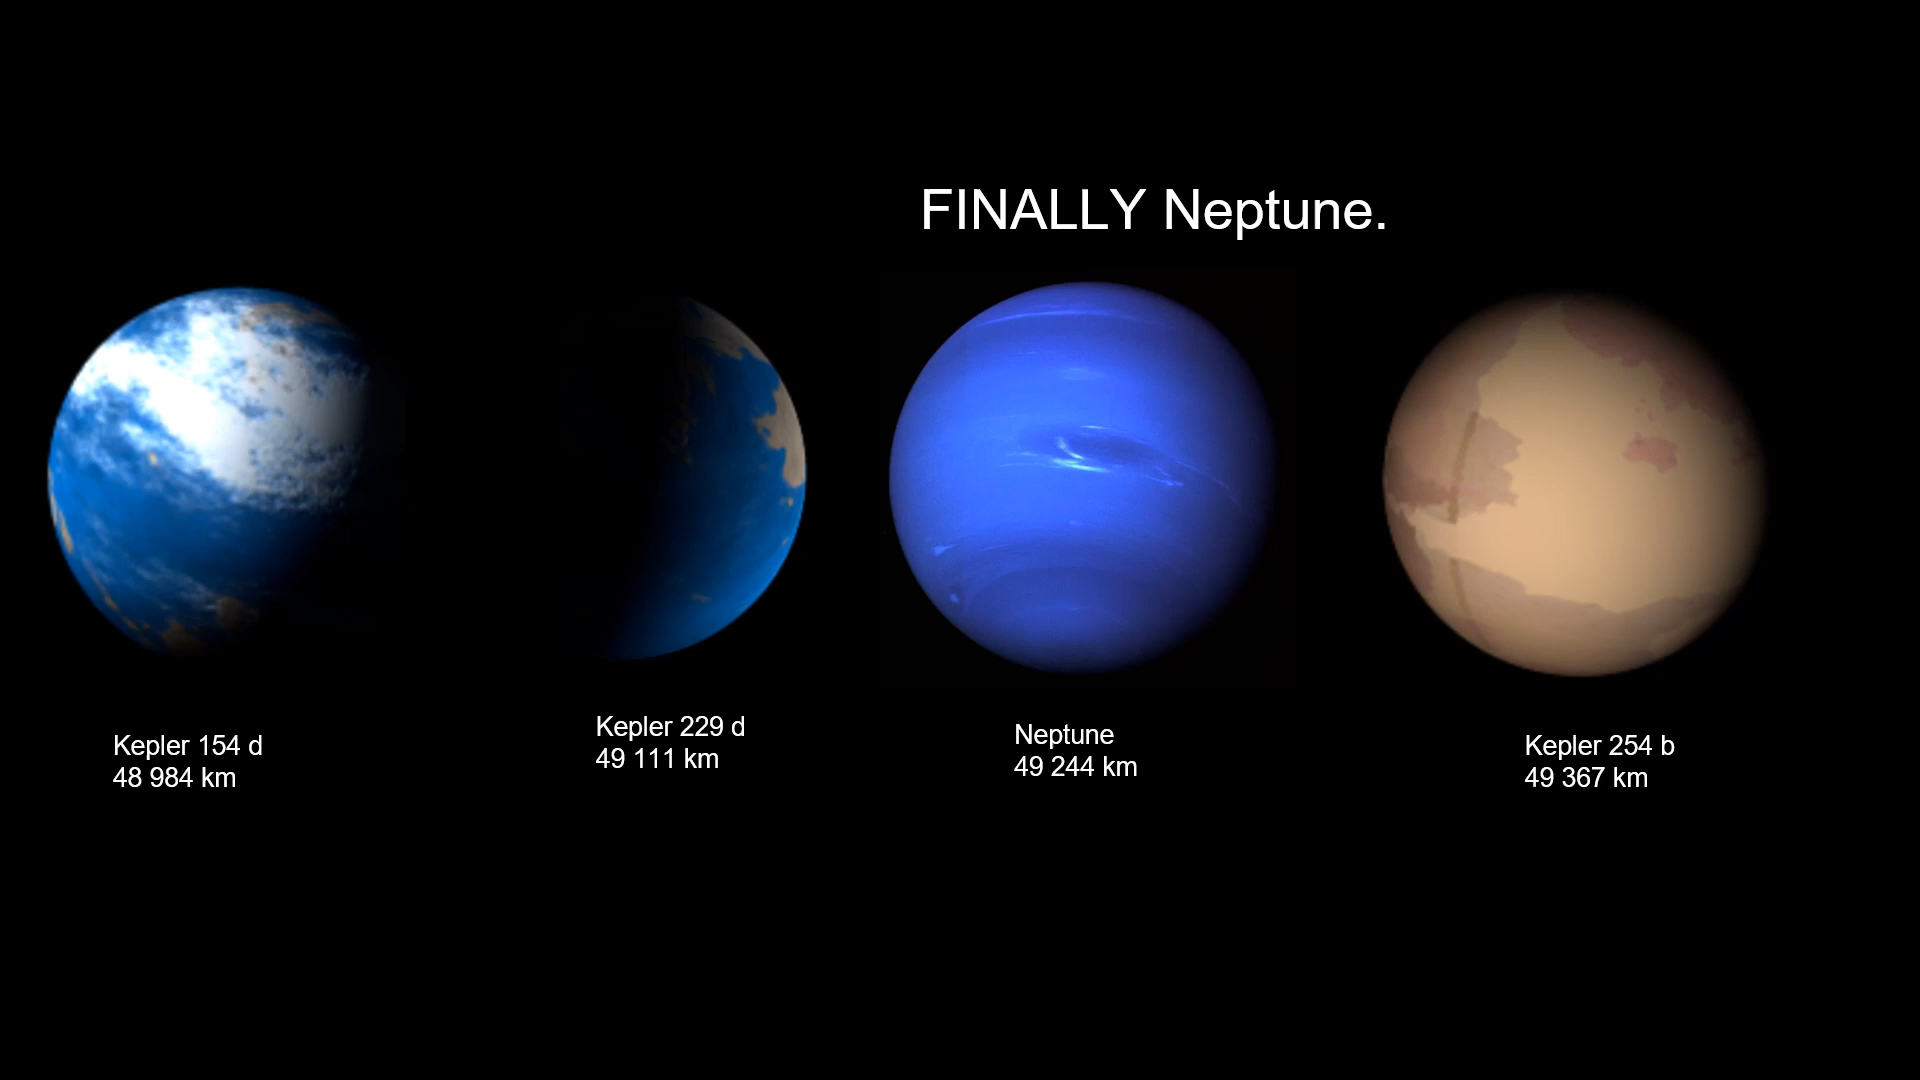 FINALLY Neptune.
Kepler 154 d
48 984 km
Kepler 229 d
49 111 km
Neptune
49 244 km
Kepler 254 b
49 367 km